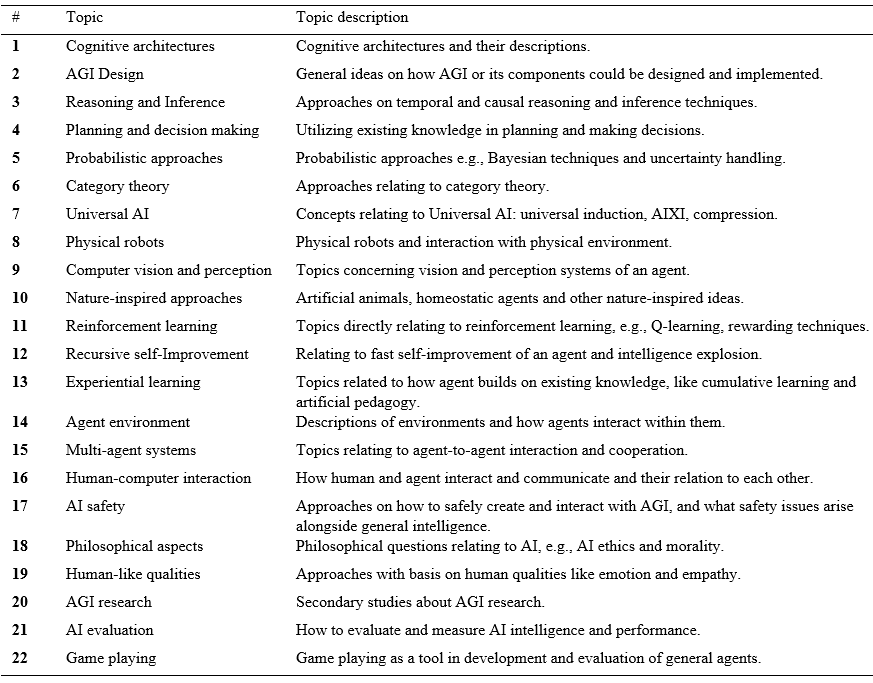 # Topic Topic description
1 Cognitive architectures Cognitive architectures and their descriptions.
2 AGI Design General ideas on how AGI or its components could be designed and implemented.
3 Reasoning and Inference Approaches on temporal and causal reasoning and inference techniques.
4 Planning and decision making Utilizing existing knowledge in planning and making decisions.
5 Probabilistic approaches Probabilistic approaches e.g., Bayesian techniques and uncertainty handling.
6 Category theory Approaches relating to category theory.
7 Universal AI Concepts relating to Universal AI: universal induction, AIXI, compression.
8 Physical robots Physical robots and interaction with physical environment.
9 Computer vision and perception Topics concerning vision and perception systems of an agent.
10 Nature-inspired approaches Artificial animals, homeostatic agents and other nature-inspired ideas.
11 Reinforcement learning Topics directly relating to reinforcement learning, e.g., Q-learning, rewarding techniques.
12 Recursive self-Improvement Relating to fast self-improvement of an agent and intelligence explosion.
13 Experiential learning Topics related to how agent builds on existing knowledge, like cumulative learning and
artificial pedagogy.
14 Agent environment Descriptions of environments and how agents interact within them.
15 Multi-agent systems Topics relating to agent-to-agent interaction and cooperation.
16 Human-computer interaction How human and agent interact and communicate and their relation to each other.
17 AI safety Approaches on how to safely create and interact with AGI, and what safety issues arise
alongside general intelligence.
18 Philosophical aspects Philosophical questions relating to AI, e.g., AI ethics and morality.
19 Human-like qualities Approaches with basis on human qualities like emotion and empathy.
20 AGI research Secondary studies about AGI research.
21 AI evaluation How to evaluate and measure AI intelligence and performance.
22 Game playing Game playing as a tool in development and evaluation of general agents.